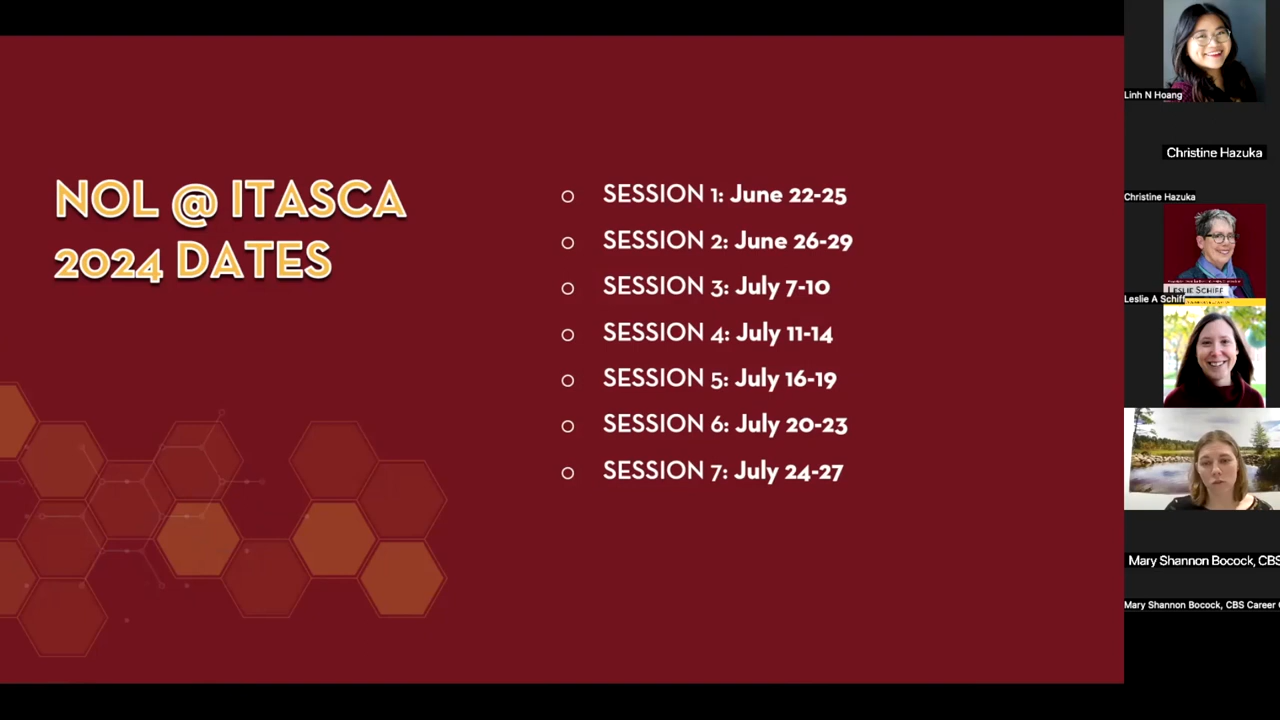 NOL @ ITASCA
2024 DATES
SESSION 1: June 22-25
SESSION 2: June 26-29
SESSION 3: July 7-10
SESSION 4: July 11-14
SESSION 5: July 16-19
SESSION 6: July 20-23
SESSION 7: July 24-27
Linh N Hoang
Christine Hazuka
Christine Hazuka
LESLIE SCHIFF
Leslie A Schiff
Mary Shannon Bocock, CBS
Mary Shannon Bocock, CBS Career